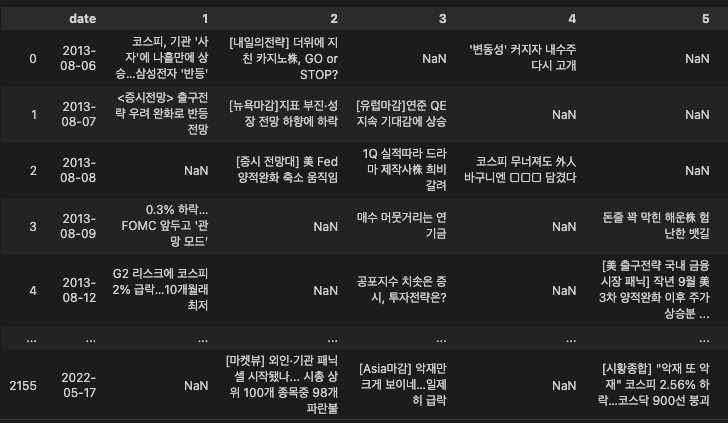 date 1 2 3 4 5
0 2013-08-06 코스피, 기관 '사자'에 나흘만에 상승...삼성전자 '반등' [내일의전략] 더위에 지친 카지노株, GO or STOP? NaN '변동성' 커지자 내수주 다시 고개 NaN
1 2013-08-07 <증시전망> 출구전략 우려 완화로 반등 전망 [뉴욕마감]지표 부진·성장 전망 하향에 하락 [유럽마감]연준 QE 지속 기대감에 상승 NaN NaN
2 2013-08-08 NaN [증시 전망대] 美 Fed 양적완화 축소 움직임 1Q 실적따라 드라마 제작사株 희비 갈려 코스피 무너져도 外人 바구니엔 □□□ 담겼다 NaN
3 2013-08-09 0.3% 하락... FOMC 앞두고 '관망 모드' NaN 매수 머뭇거리는 연기금 NaN 돈줄 꽉 막힌 해운株 험난한 뱃길
4 2013-08-12 G2 리스크에 코스피 2% 급락...10개월래 최저 NaN 공포지수 치솟은 증시, 투자전략은? NaN [美 출구전략 국내 금융시장 패닉] 작년 9월 美 3차 양적완화 이후 주가 상승분 ...
... ... ... ... ... ... ...
2155 2022-05-17 NaN [마켓뷰] 외인·기관 패닉셀 시작됐나... 시총 상위 100개 종목중 98개 파란불 [Asia마감] 악재만 크게 보이네...일제히 급락 NaN [시황종합] "악재 또 악재" 코스피 2.56% 하락...코스닥 900선 붕괴